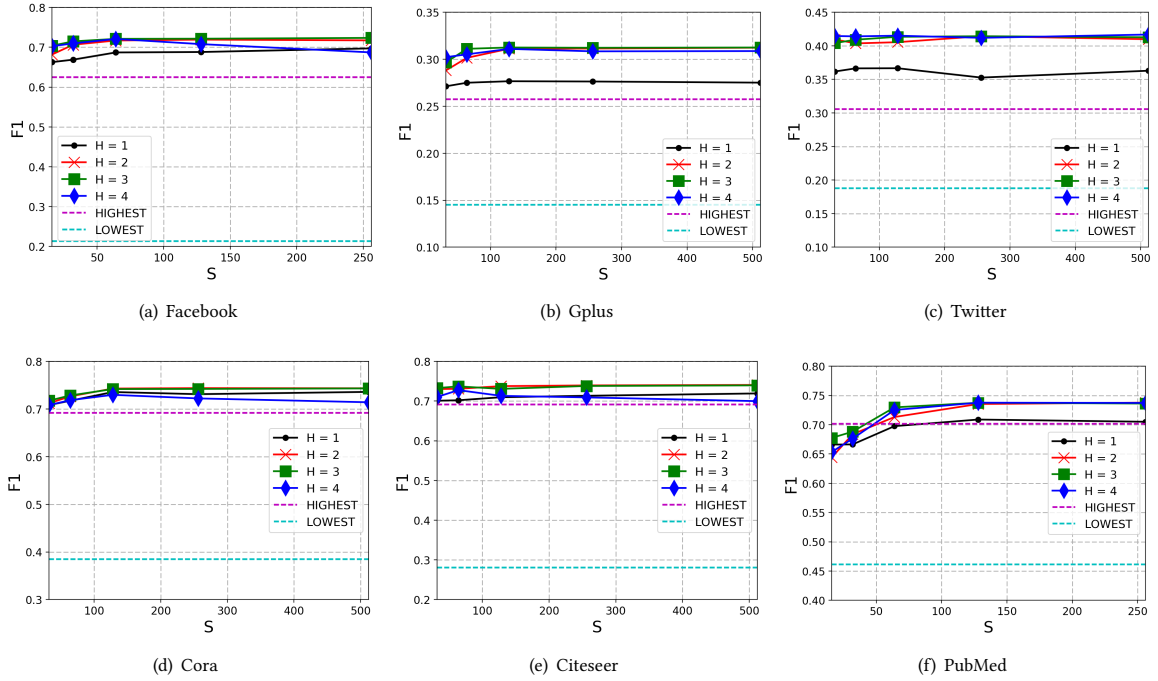 0.8
0.7
0.6
0.5
0.4
0.3
0.2
F1
H = 1
H = 2
H = 3
H = 4
HIGHEST
LOWEST
50 100 150 200 250
S
(a) Facebook
0.35
0.30
0.25
0.20
0.15
0.10
F1
H = 1
H = 2
H = 3
H = 4
HIGHEST
LOWEST
100 200 300 400 500
S
(b) Gplus
0.45
0.40
0.35
0.30
0.25
0.20
0.15
0.10
F1
H = 1
H = 2
H = 3
H = 4
HIGHEST
LOWEST
100 200 300 400 500
S
(c) Twitter
0.8
0.7
0.6
0.5
0.4
0.3
F1
H = 1
H = 2
H = 3
H = 4
HIGHEST
LOWEST
100 200 300 400 500
S
(d) Cora
0.8
0.7
0.6
0.5
0.4
0.3
0.2
F1
H = 1
H = 2
H = 3
H = 4
HIGHEST
LOWEST
100 200 300 400 500
S
(e) Citeseer
0.80
0.75
0.70
0.65
0.60
0.55
0.50
0.45
0.40
F1
H = 1
H = 2
H = 3
H = 4
HIGHEST
LOWEST
50 100 150 200 250
S
(f) PubMed